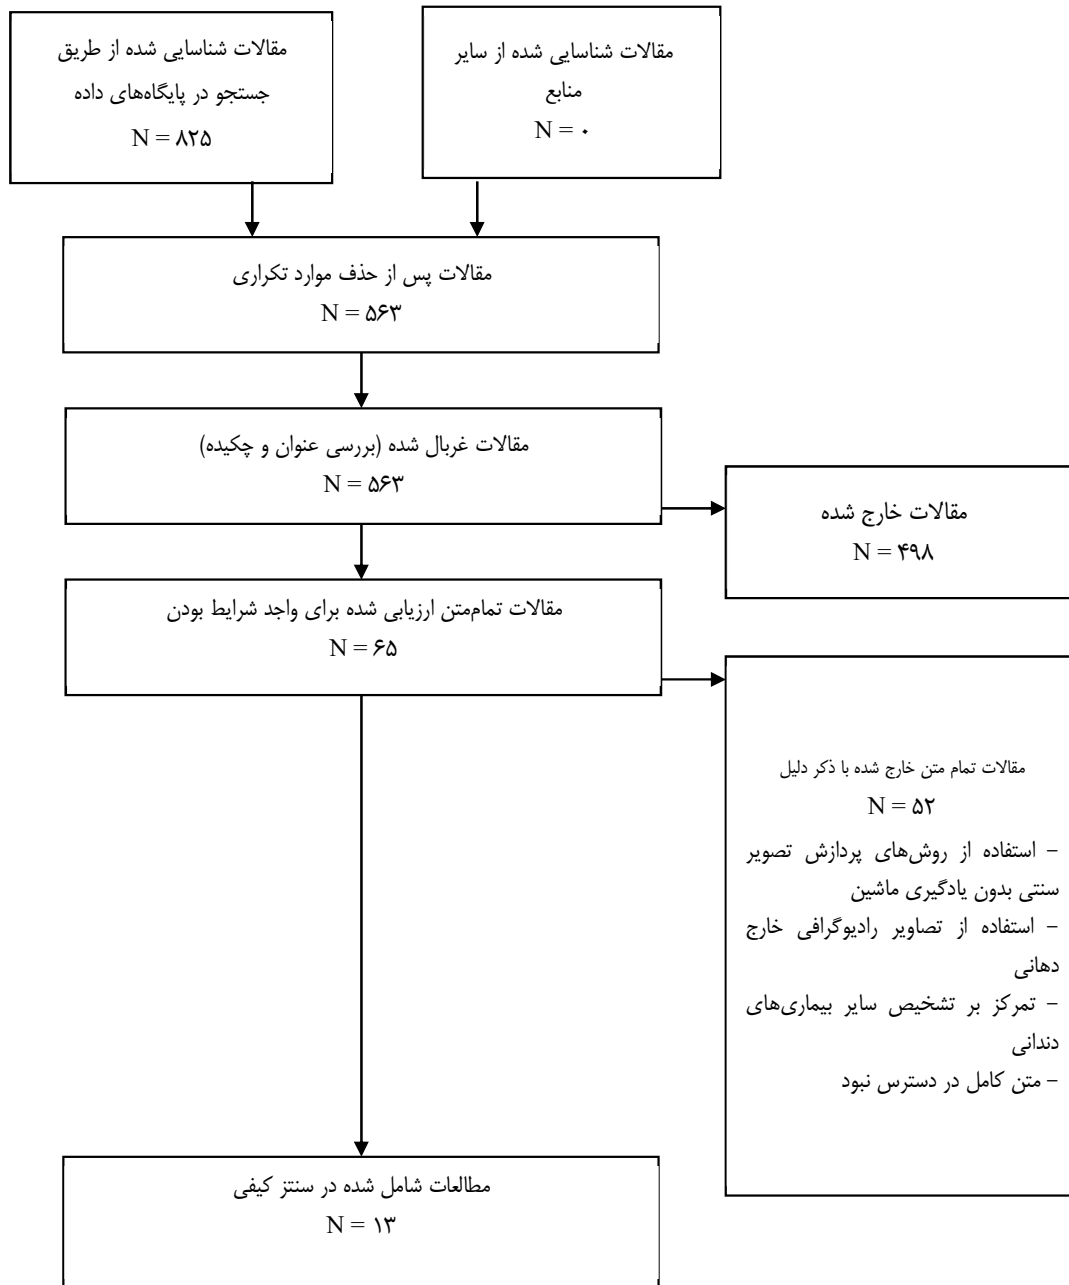 مقالات شناسایی شده از طریق
جستجو در پایگاه‌های داده
N = ۸۲۵
مقالات شناسایی شده از سایر
منابع
N = ۰
مقالات پس از حذف موارد تکراری
N = ۵۶۳
مقالات غربال شده (بررسی عنوان و چکیده)
N = ۵۶۳
مقالات خارج شده
N = ۴۹۸
مقالات تمام‌متن ارزیابی شده برای واجد شرایط بودن
N = ۶۵
مقالات تمام متن خارج شده با ذکر دلیل
N = ۵۲
- استفاده از روش‌های پردازش تصویر
سنتی بدون یادگیری ماشین
- استفاده از تصاویر رادیوگرافی خارج
دهانی
- تمرکز بر تشخیص سایر بیماری‌های
دندانی
- متن کامل در دسترس نبود
مطالعات شامل شده در سنتز کیفی
N = ۱۳